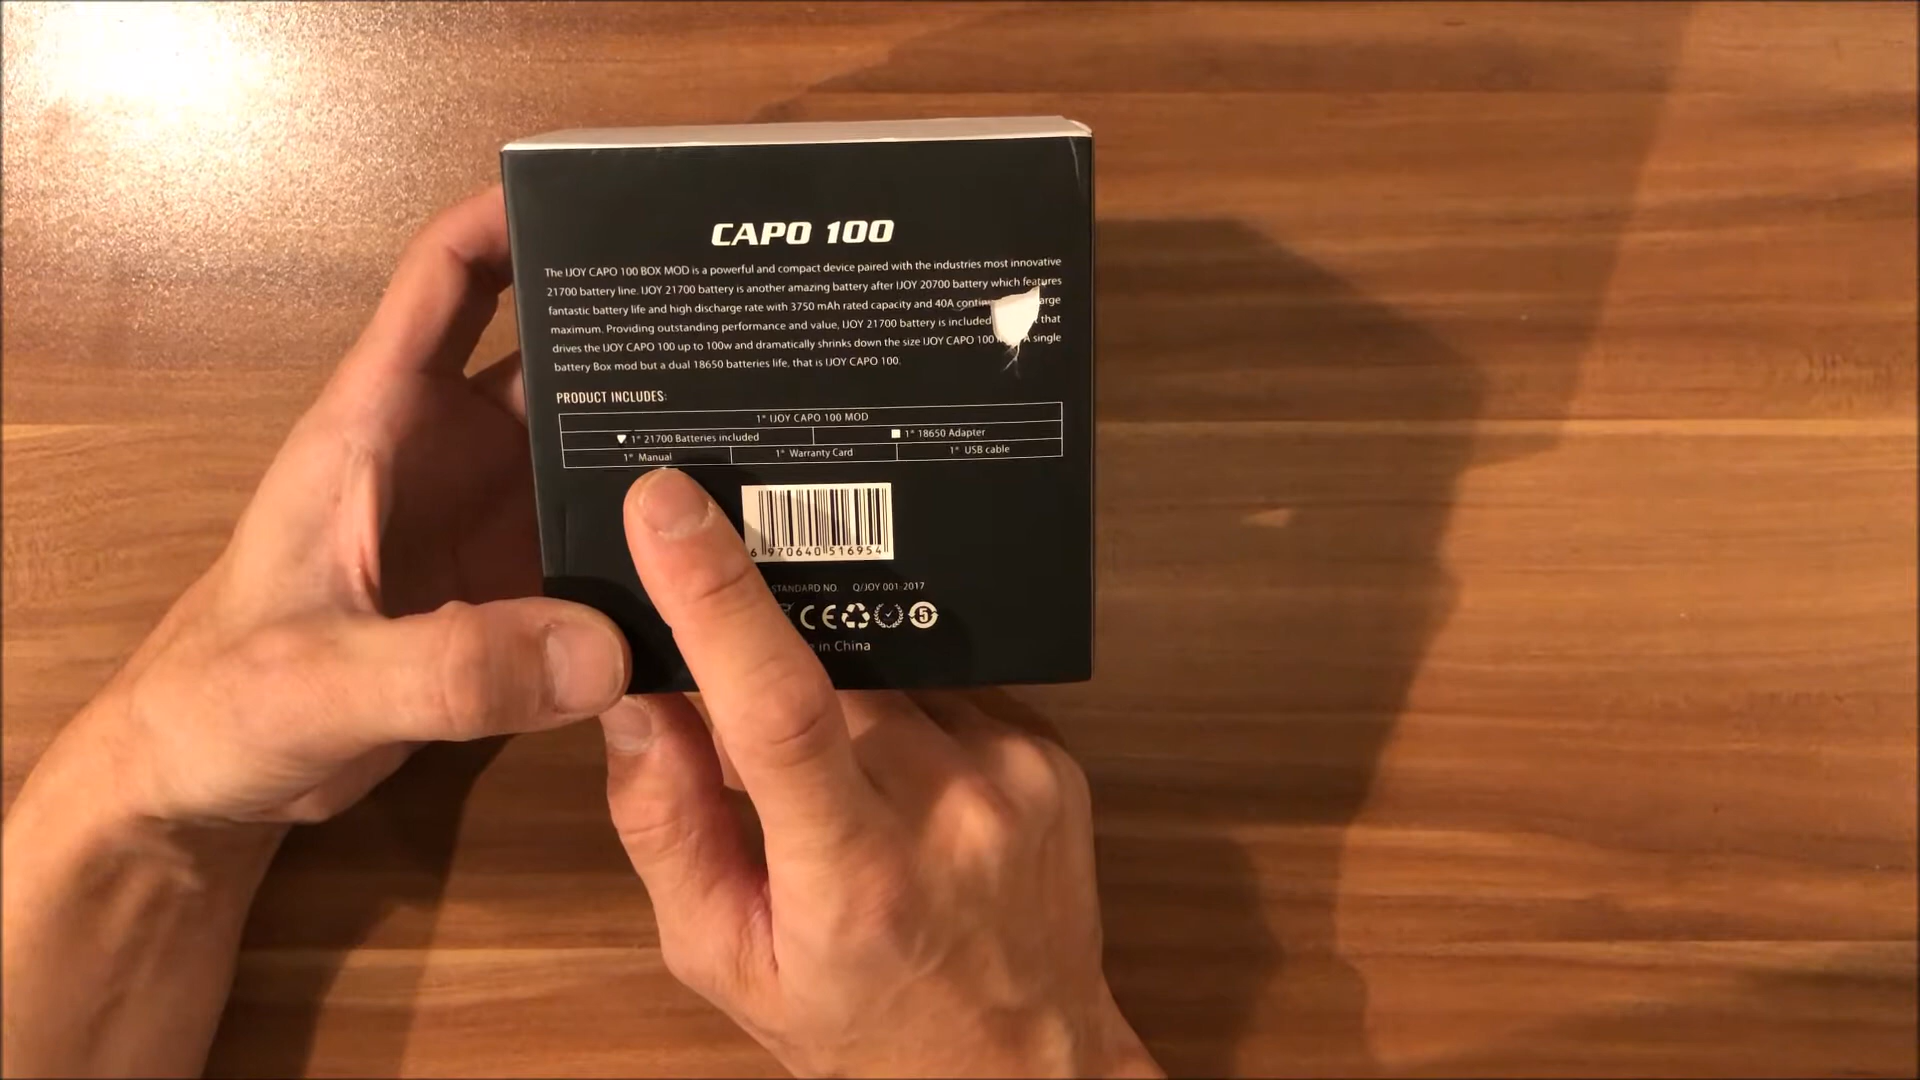 CAPO 100
The IJOY CAPO 100 BOX MOD is a powerful and compact device paired with the industries most innovative
21700 battery line. IJOY 21700 battery is another amazing battery after IJOY 20700 battery which features
fantastic battery life and high discharge rate with 3750 mAh rated capacity and 40A
maximum. Providing outstanding performance and value, IJOY 21700 battery is included that
drives the IJOY CAPO 100 up to 100w and dramatically shrinks down the size IJOY CAPO 100 A single
battery Box mod but a dual 18650 batteries life, that is IJOY CAPO 100.
PRODUCT INCLUDES:
1* IJOY CAPO 100 MOD
1* 21700 Batteries included 1* 18650 Adapter
1* Manual 1* Warranty Card 1* USB cable
6 970640 516954
STANDARD NO. Q/IJOY 001-2017
CE 5
in China